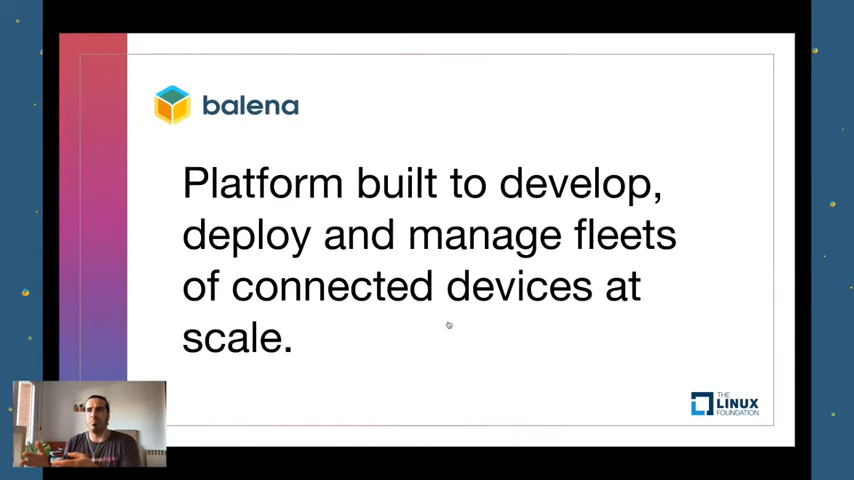 balena
Platform built to develop,
deploy and manage fleets
of connected devices at
scale.
THE
LINUX
FOUNDATION